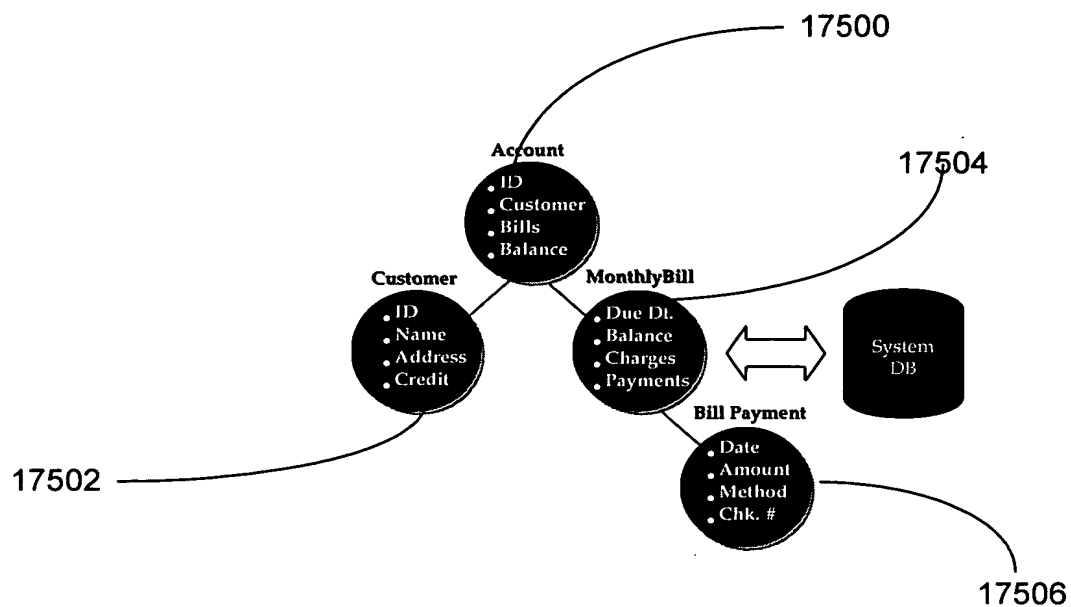 17500
Account
17504
• ID
• Customer
• Bills
• Balance
Customer
MonthlyBill
• ID
• Name
• Address
• Credit
• Due Dt.
• Balance
• Charges
• Payments
System
DB
Bill Payment
• Date
• Amount
• Method
• Chk. #
17502
17506